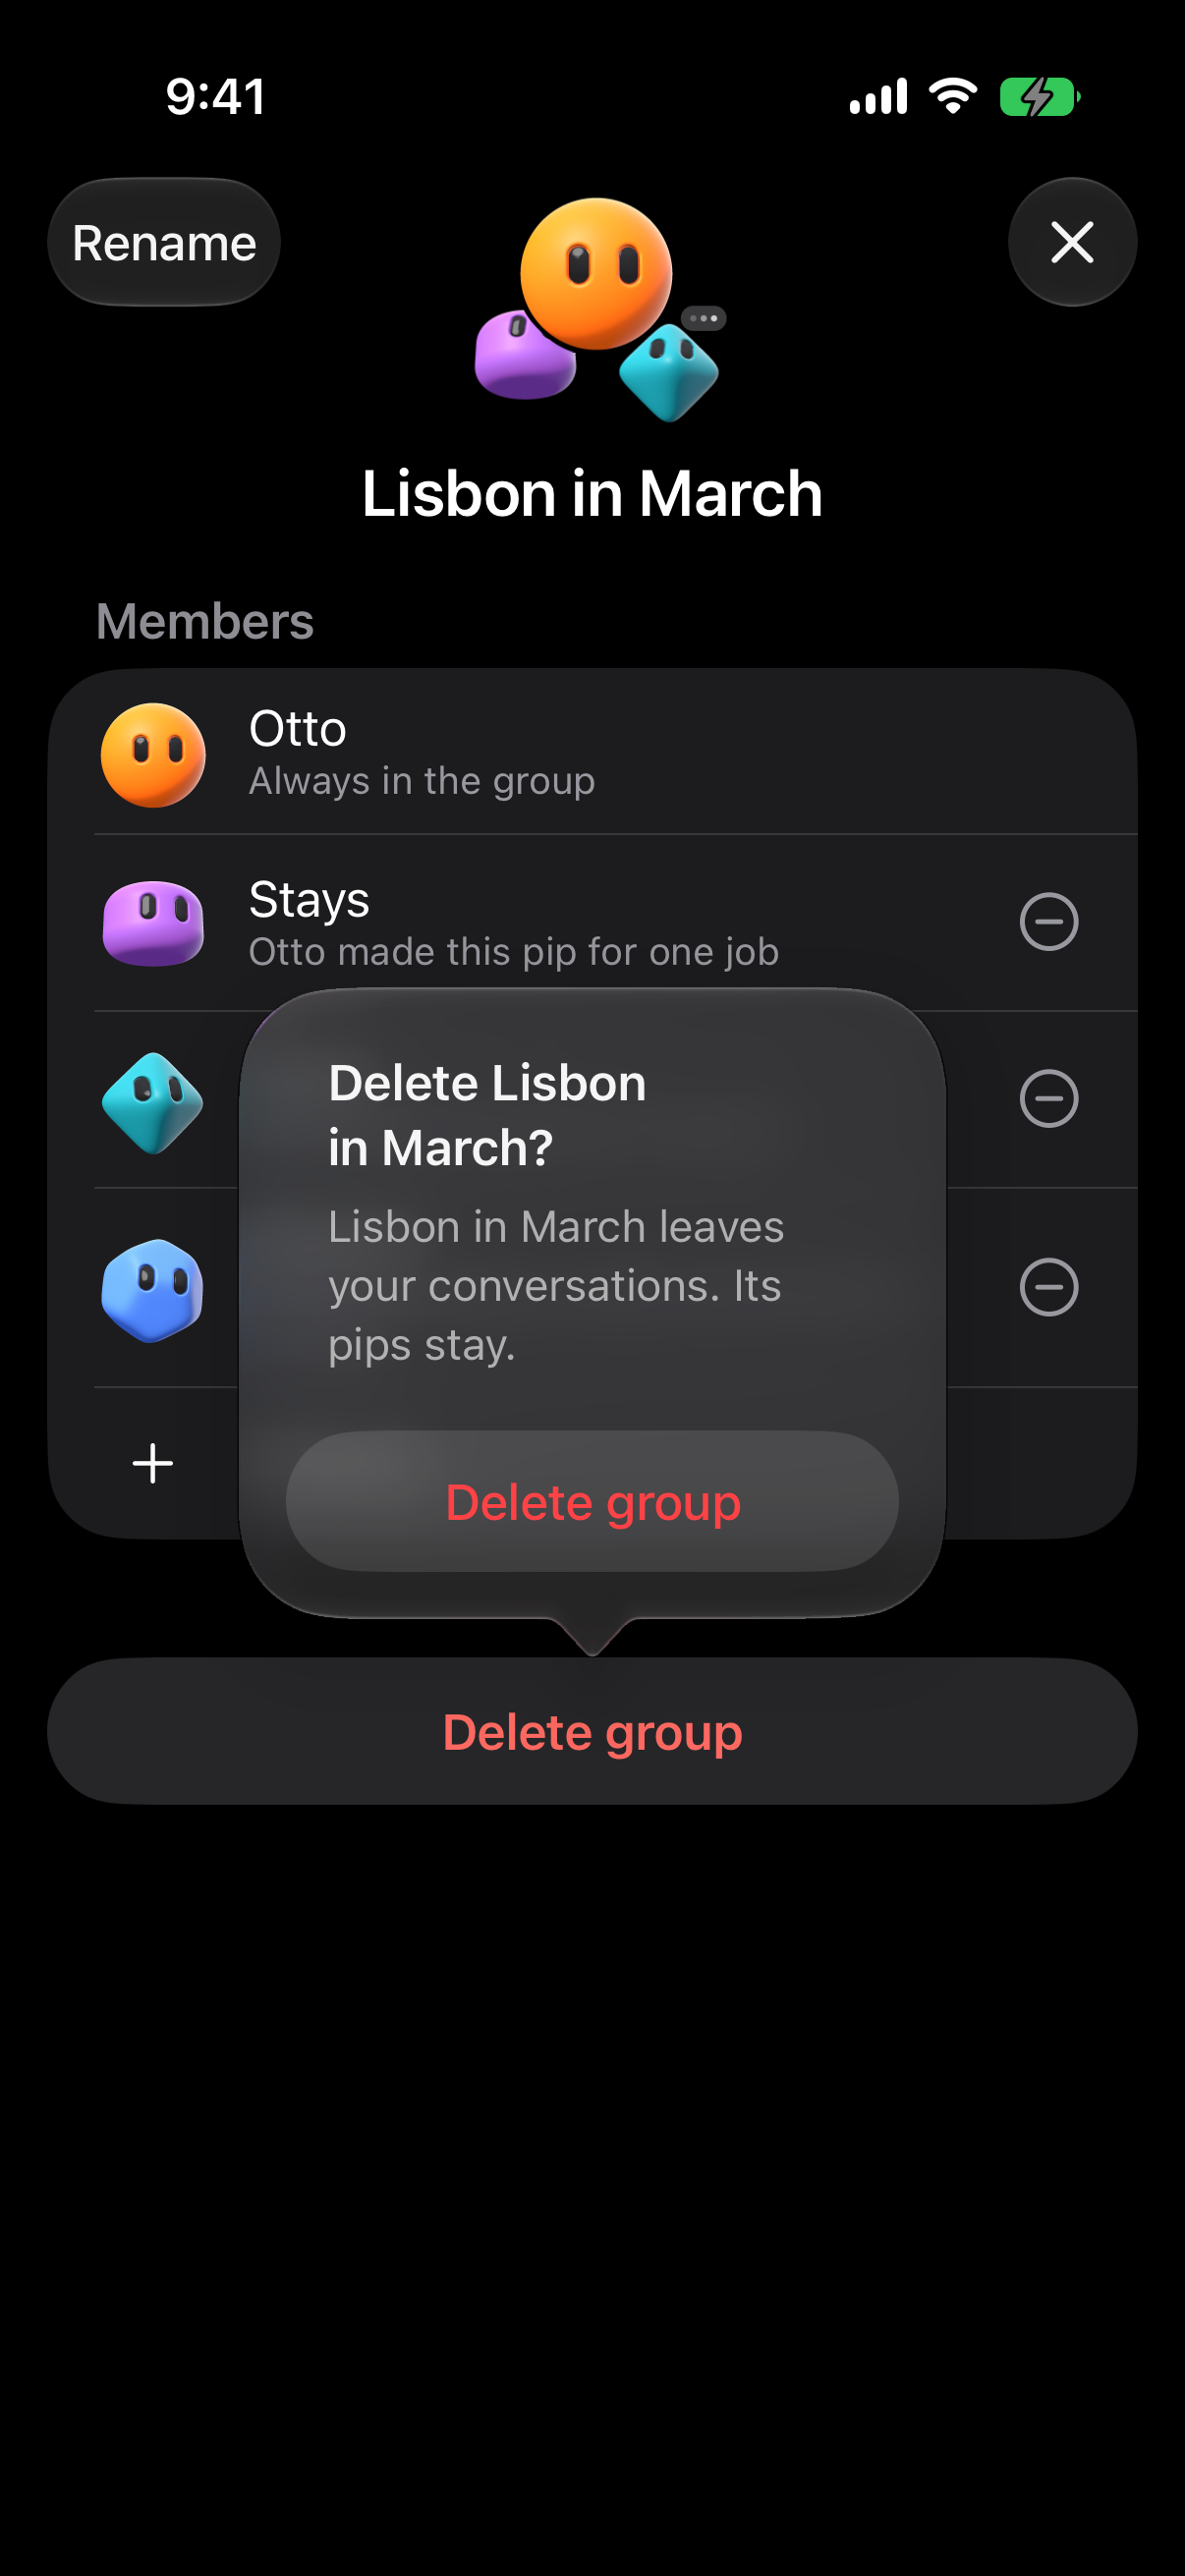 9:41
Rename
Lisbon in March
Members
Otto
Always in the group
Stays
Otto made this pip for one job
Delete Lisbon
in March?
Lisbon in March leaves
your conversations. Its
pips stay.
Delete group
Delete group